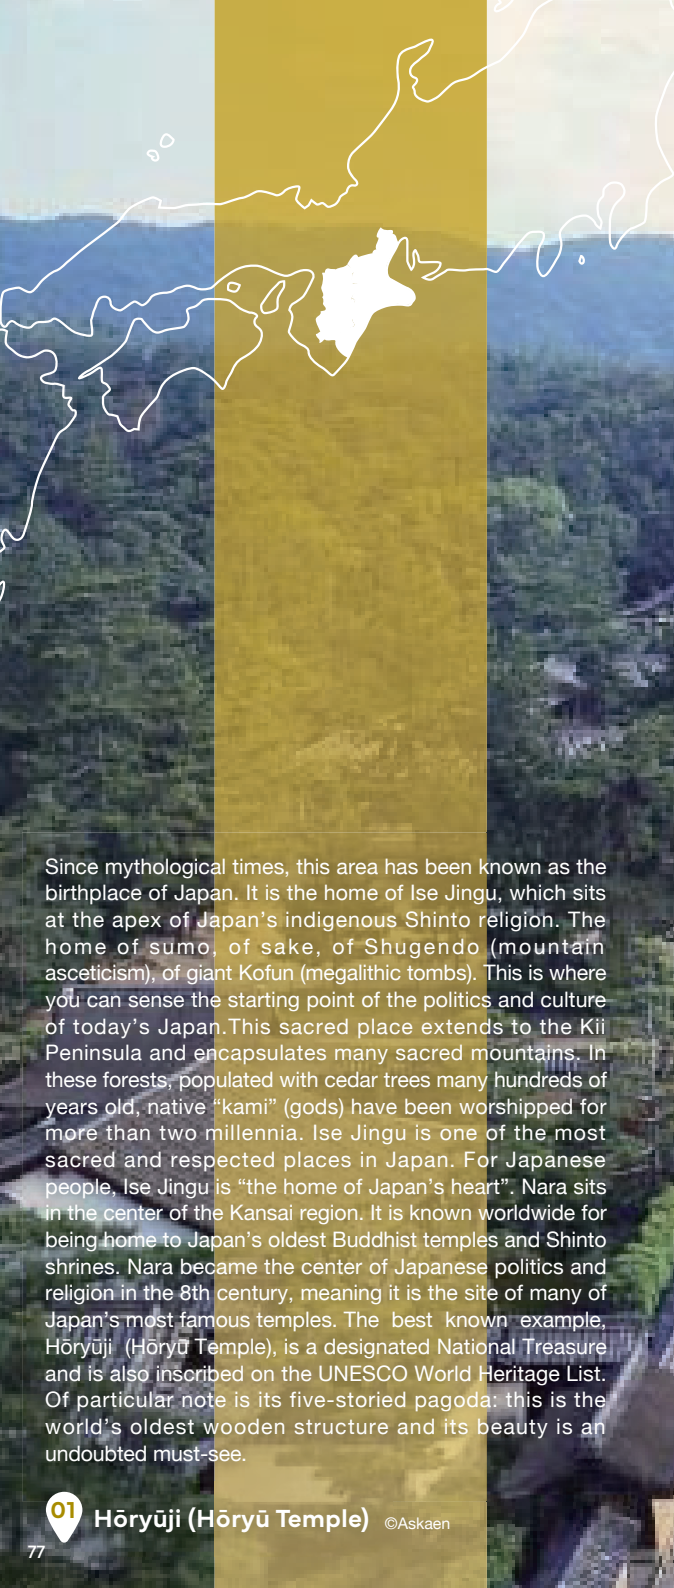 Since mythological times, this area has been known as the
birthplace of Japan. It is the home of Ise Jingu, which sits
at the apex of Japan’s indigenous Shinto religion. The
home of sumo, of sake, of Shugendo (mountain
asceticism), of giant Kofun (megalithic tombs). This is where
you can sense the starting point of the politics and culture
of today’s Japan.This sacred place extends to the Kii
Peninsula and encapsulates many sacred mountains. In
these forests, populated with cedar trees many hundreds of
years old, native “kami” (gods) have been worshipped for
more than two millennia. Ise Jingu is one of the most
sacred and respected places in Japan. For Japanese
people, Ise Jingu is “the home of Japan’s heart”. Nara sits
in the center of the Kansai region. It is known worldwide for
being home to Japan’s oldest Buddhist temples and Shinto
shrines. Nara became the center of Japanese politics and
religion in the 8th century, meaning it is the site of many of
Japan’s most famous temples. The best known example,
Hōryūji (Hōryū Temple), is a designated National Treasure
and is also inscribed on the UNESCO World Heritage List.
Of particular note is its five-storied pagoda: this is the
world’s oldest wooden structure and its beauty is an
undoubted must-see.
01 Hōryūji (Hōryū Temple) ©Askaen
77